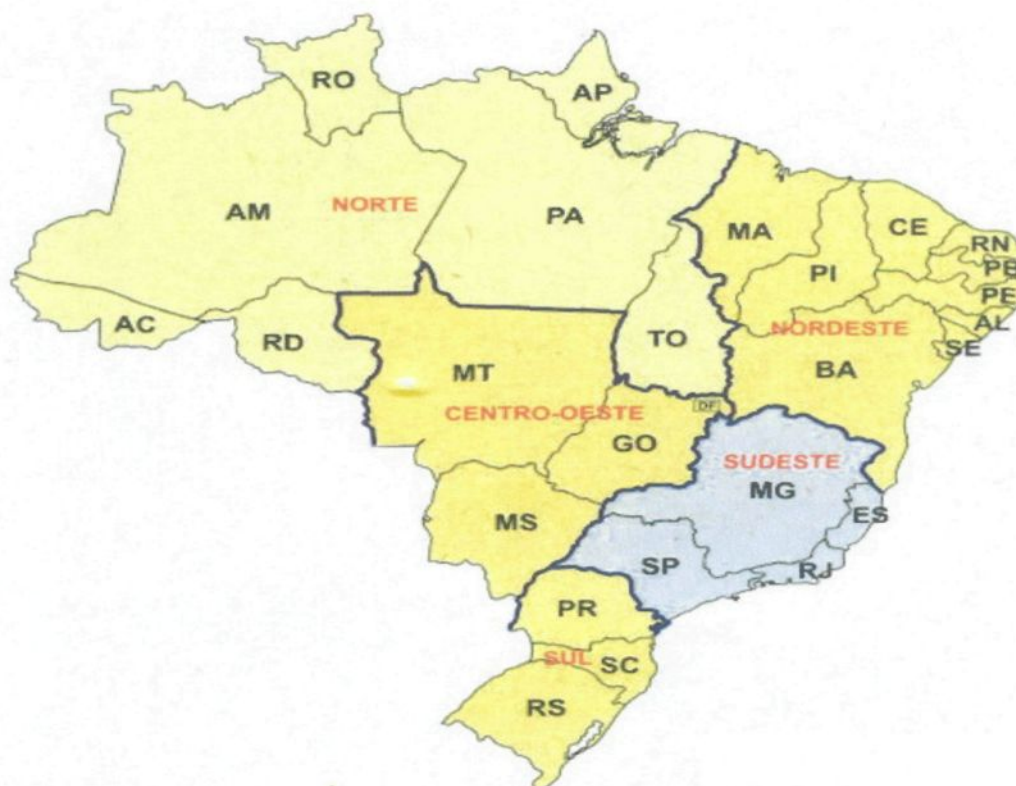 RO
AP
AM
NORTE
PA
MA
CE
RN
PI
PB
PE
AC
RD
TO
NORDESTE
AL
SE
MT
BA
CENTRO-OESTE
DF
GO
SUDESTE
MG
MS
ES
SP
RJ
PR
SUL
SC
RS